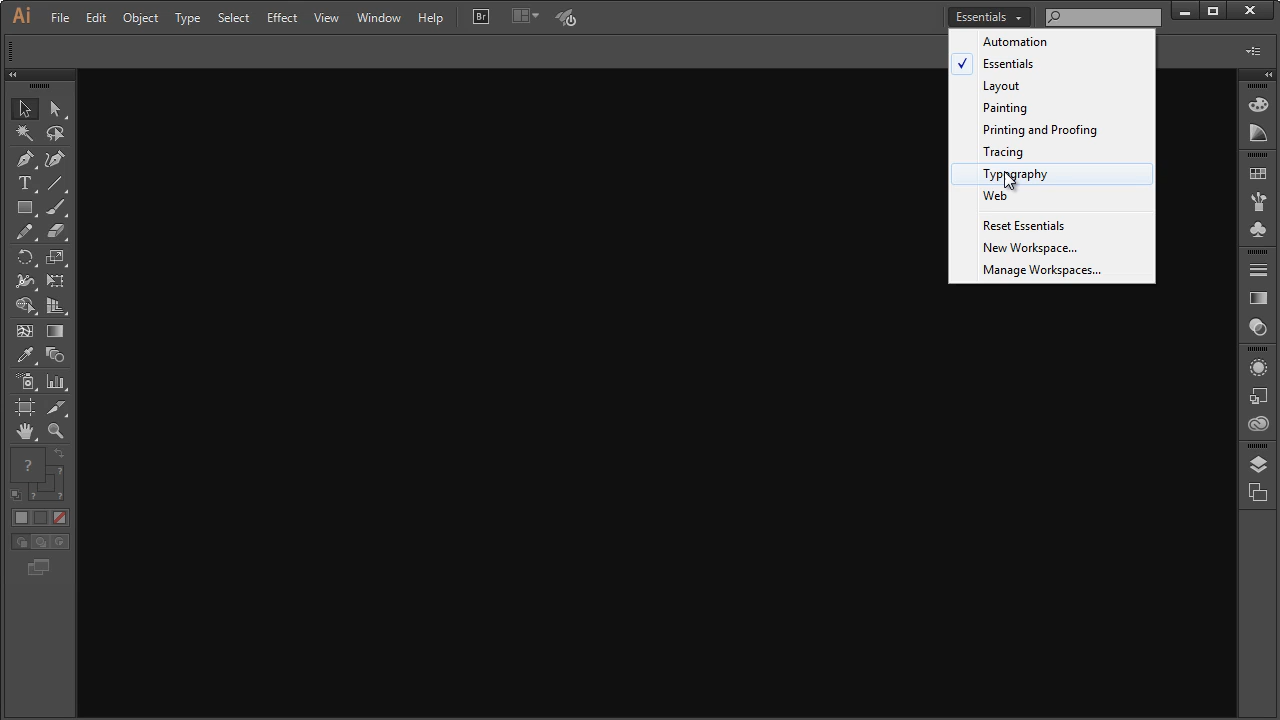 Ai File Edit Object Type Select Effect View Window Help Br Essentials
Automation
Essentials
Layout
Painting
Printing and Proofing
Tracing
Typography
Web
Reset Essentials
New Workspace...
Manage Workspaces...
T
?
?
? ?